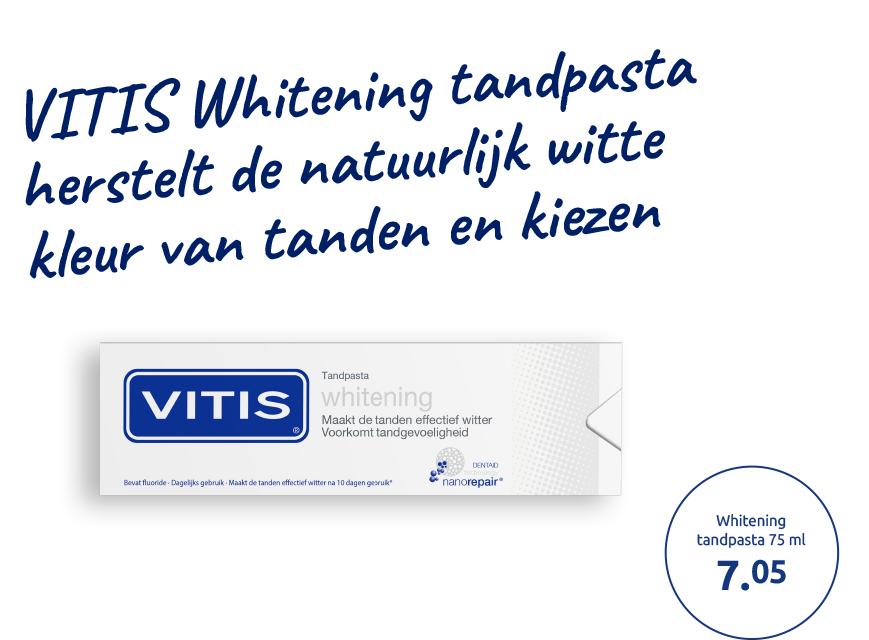 VITIS Whitening tandpasta
herstelt de natuurlijk witte
kleur van tanden en kiezen
VITIS®
Tandpasta
whitening
Maakt de tanden effectief witter
Voorkomt tandgevoeligheid
DENTAID
technology
nanorepair®
Bevat fluoride · Dagelijks gebruik · Maakt de tanden effectief witter na 10 dagen gebruik*
Whitening
tandpasta 75 ml
7.05